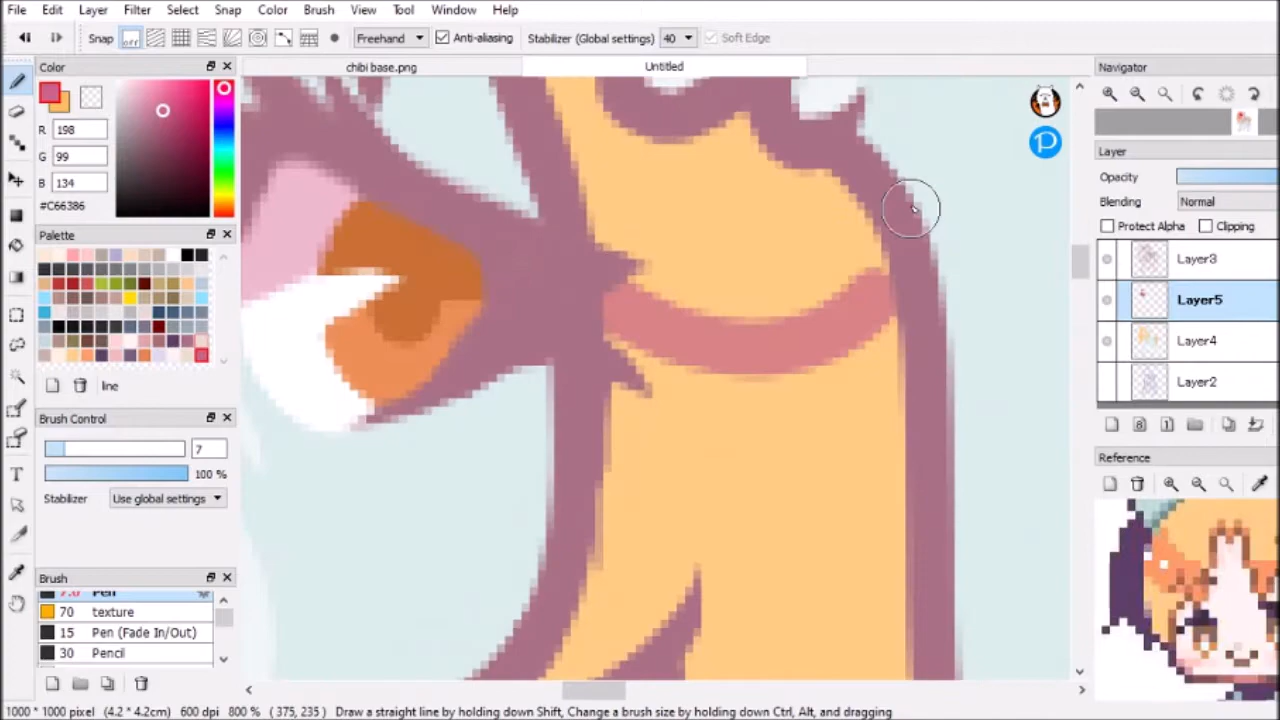 File Edit Layer Filter Select Snap Color Brush View Tool Window Help
Snap off Freehand Anti-aliasing Stabilizer (Global settings) 40 Soft Edge
Color
chibi base.png
Untitled
Navigator
R 198
G 99
B 134
#C66386
Layer
Opacity
Blending Normal
Protect Alpha Clipping
Palette
Layer3
Layer5
Layer4
Layer2
line
Brush Control
7
100 %
Stabilizer Use global settings
Reference
Brush
7.0 Pen
70 texture
15 Pen (Fade In/Out)
30 Pencil
1000 * 1000 pixel (4.2 * 4.2cm) 600 dpi 800 % ( 375, 235 ) Draw a straight line by holding down Shift, Change a brush size by holding down Ctrl, Alt, and dragging